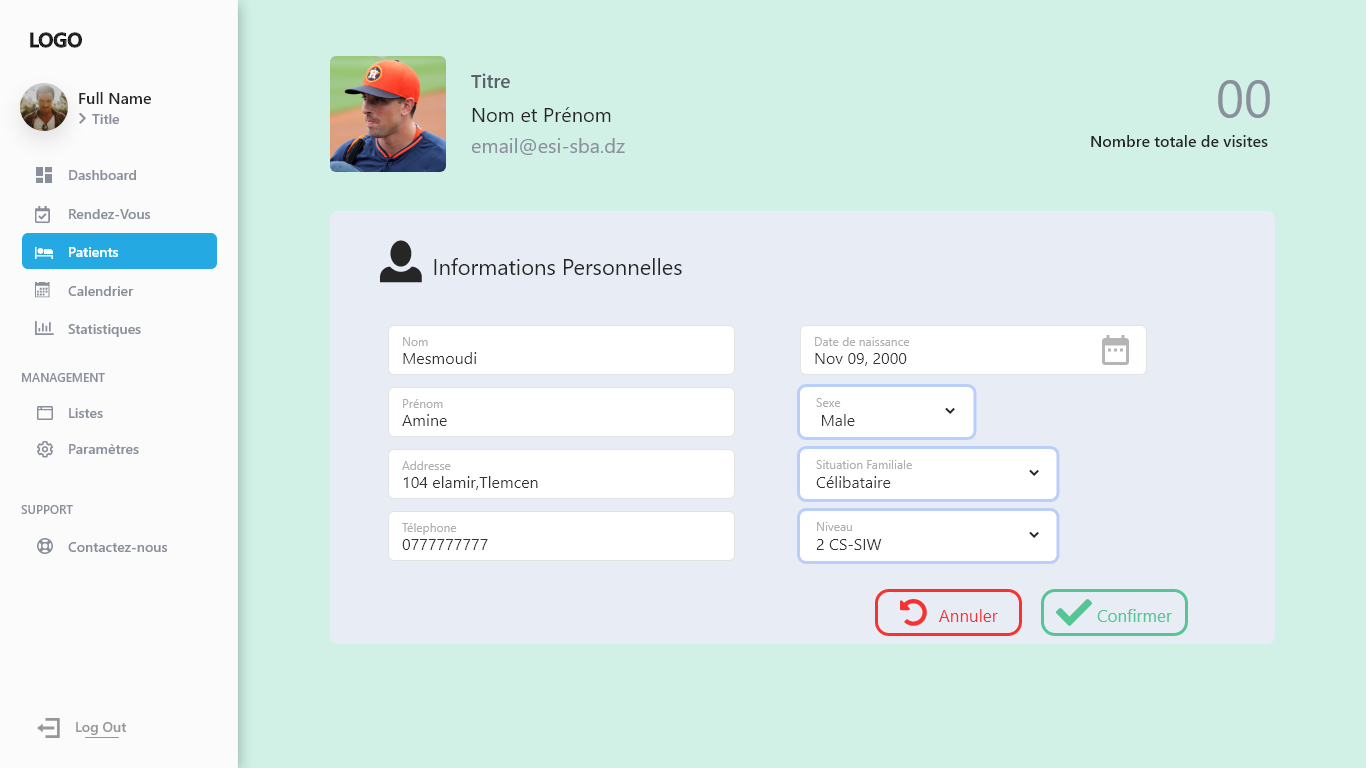 LOGO
Full Name
Title
Dashboard
Rendez-Vous
Patients
Calendrier
Statistiques
MANAGEMENT
Listes
Paramètres
SUPPORT
Contactez-nous
Log Out
Titre
Nom et Prénom
email@esi-sba.dz
00
Nombre totale de visites
Informations Personnelles
Nom
Mesmoudi
Prénom
Amine
Addresse
104 elamir,Tlemcen
Télephone
0777777777
Date de naissance
Nov 09, 2000
Sexe
Male
Situation Familiale
Célibataire
Niveau
2 CS-SIW
Annuler
Confirmer